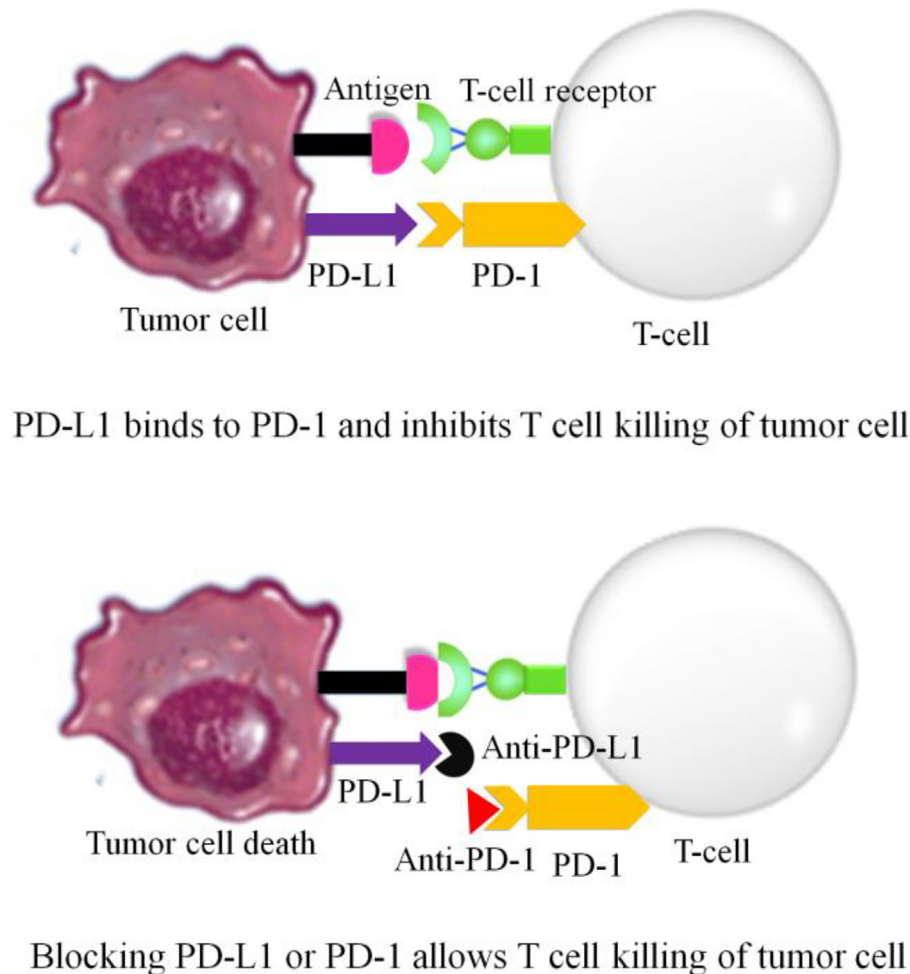 Antigen
T-cell receptor
PD-L1
PD-1
Tumor cell
T-cell
PD-L1 binds to PD-1 and inhibits T cell killing of tumor cell
Anti-PD-L1
PD-L1
Tumor cell death
Anti-PD-1
PD-1
T-cell
Blocking PD-L1 or PD-1 allows T cell killing of tumor cell